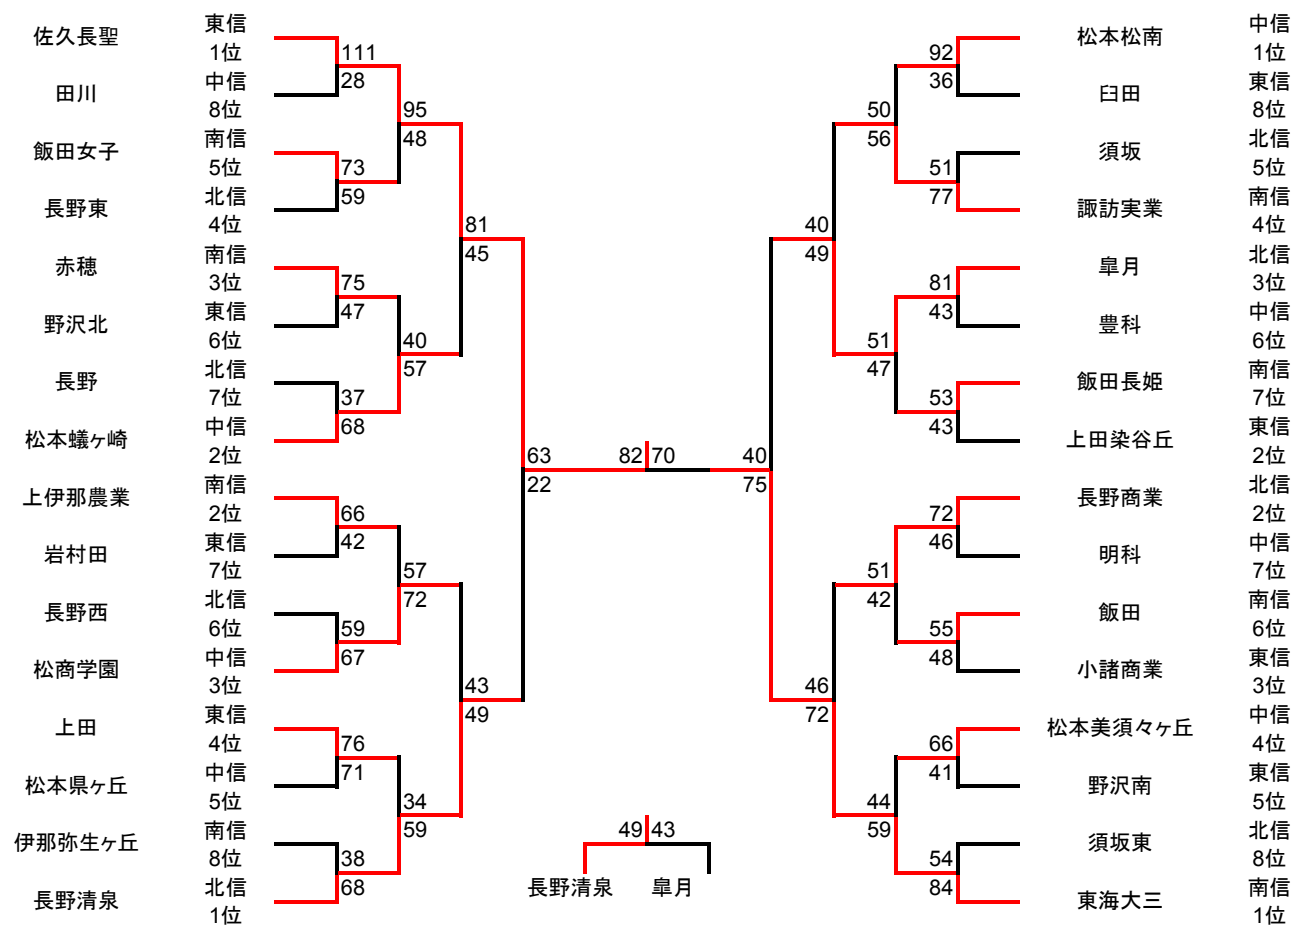 佐久長聖 東信 1位
田川 中信 8位
飯田女子 南信 5位
長野東 北信 4位
赤穂 南信 3位
野沢北 東信 6位
長野 北信 7位
松本蟻ヶ崎 中信 2位
上伊那農業 南信 2位
岩村田 東信 7位
長野西 北信 6位
松商学園 中信 3位
上田 東信 4位
松本県ヶ丘 中信 5位
伊那弥生ヶ丘 南信 8位
長野清泉 北信 1位
111
28
73
59
75
47
37
68
66
42
59
67
76
71
38
68
95
48
40
57
57
72
34
59
81
45
43
49
63
22
82 70
40
75
40
49
46
72
50
56
51
47
51
42
44
59
92
36
51
77
81
43
53
43
72
46
55
48
66
41
54
84
松本松南 中信 1位
臼田 東信 8位
須坂 北信 5位
諏訪実業 南信 4位
皐月 北信 3位
豊科 中信 6位
飯田長姫 南信 7位
上田染谷丘 東信 2位
長野商業 北信 2位
明科 中信 7位
飯田 南信 6位
小諸商業 東信 3位
松本美須々ヶ丘 中信 4位
野沢南 東信 5位
須坂東 北信 8位
東海大三 南信 1位
49 43
長野清泉 皐月